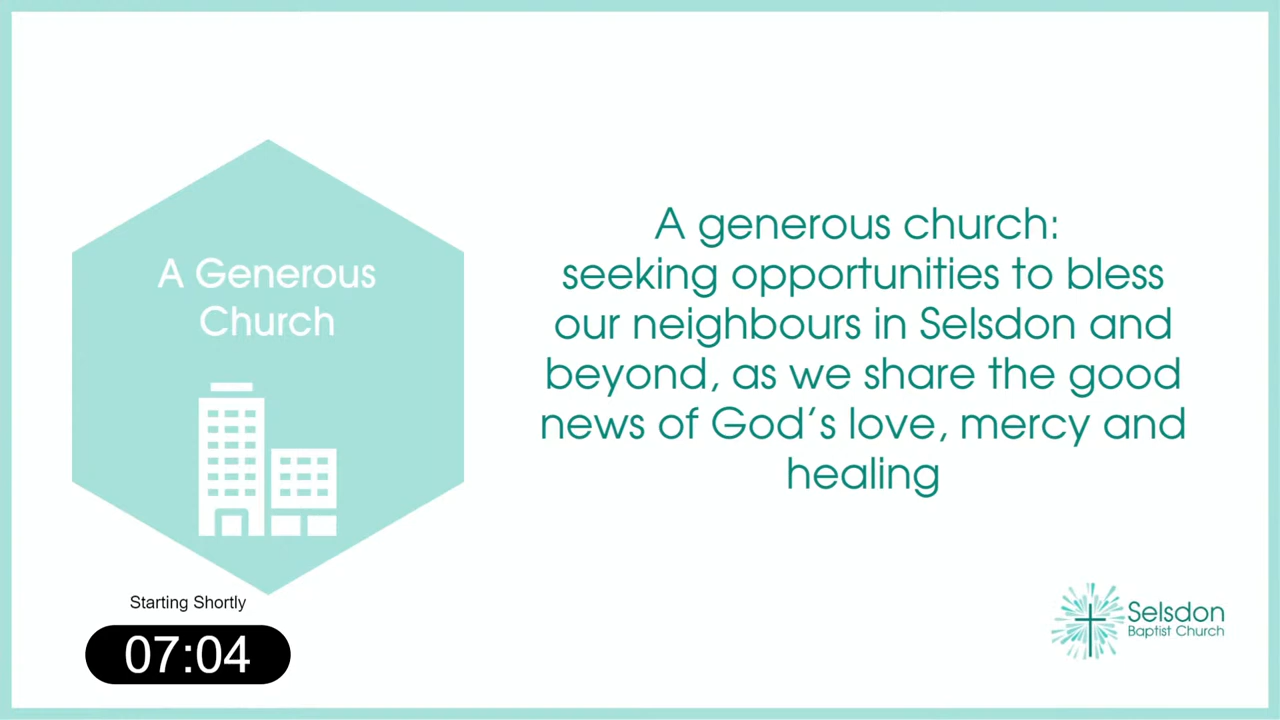 A Generous
Church
A generous church:
seeking opportunities to bless
our neighbours in Selsdon and
beyond, as we share the good
news of God's love, mercy and
healing
Starting Shortly
07:04
Selsdon
Baptist Church